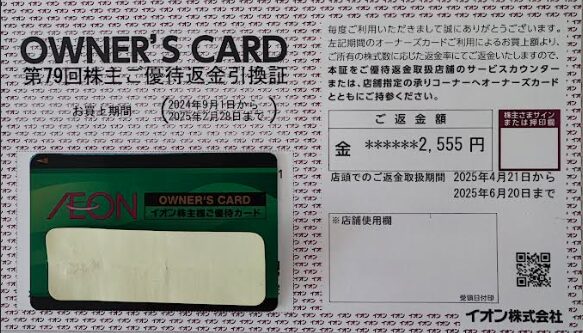 OWNER'S CARD
第79回株主ご優待返金引換証
お買上期間
(2024年9月1日から
2025年2月28日まで)
AEON
OWNER'S CARD
イオン株主様ご優待カード
1
毎度ご利用いただきまして誠にありがとうございます。
左記期間のオーナーズカードご利用によるお買上額より、
ご所有の株式数に応じた返金率にてご返金いたしますので、
本証をご優待返金取扱店舗のサービスカウンター
または、店舗指定の承りコーナーへオーナーズカード
とともにご持参ください。
ご返金額
金 ******2,555円
株主さまサイン
または押印欄
店頭でのご返金取扱期間 2025年4月21日から
2025年6月20日まで
※店舗使用欄
受領日付印
イオン株式会社